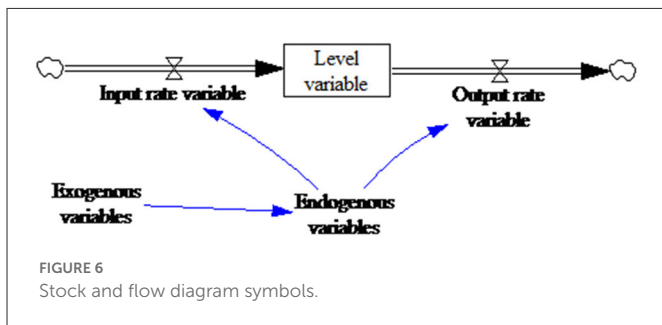 Level
variable
Input rate variable
Output rate
variable
Exogenous
variables
Endogenous
variables
FIGURE 6
Stock and flow diagram symbols.